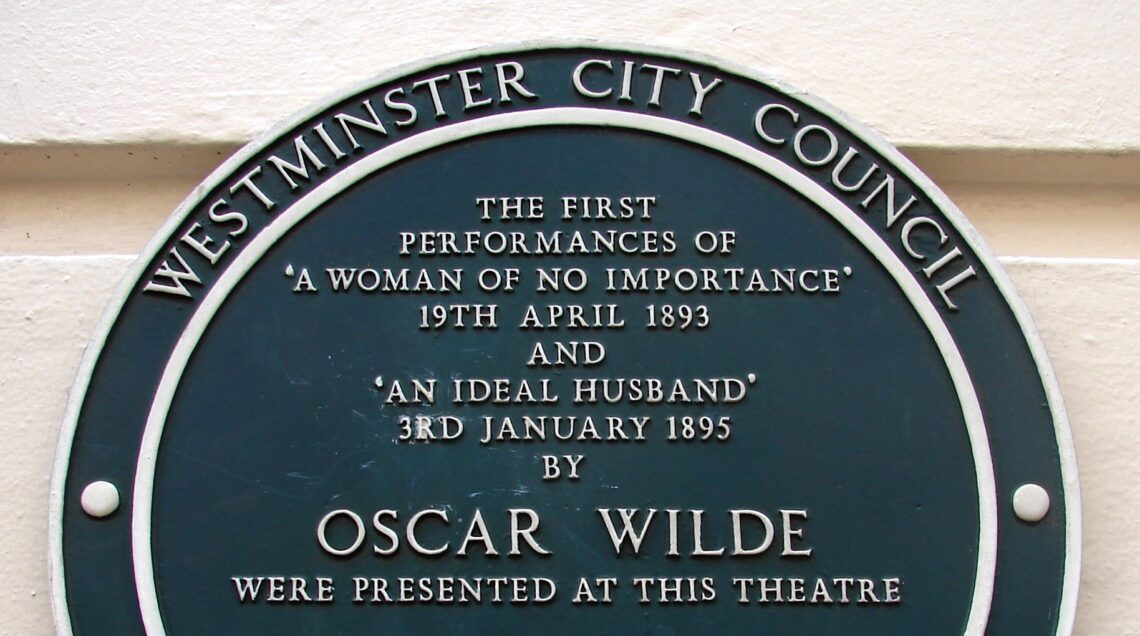 WESTMINSTER CITY COUNCIL
THE FIRST
PERFORMANCES OF
‘A WOMAN OF NO IMPORTANCE’
19TH APRIL 1893
AND
‘AN IDEAL HUSBAND’
3RD JANUARY 1895
BY
OSCAR WILDE
WERE PRESENTED AT THIS THEATRE